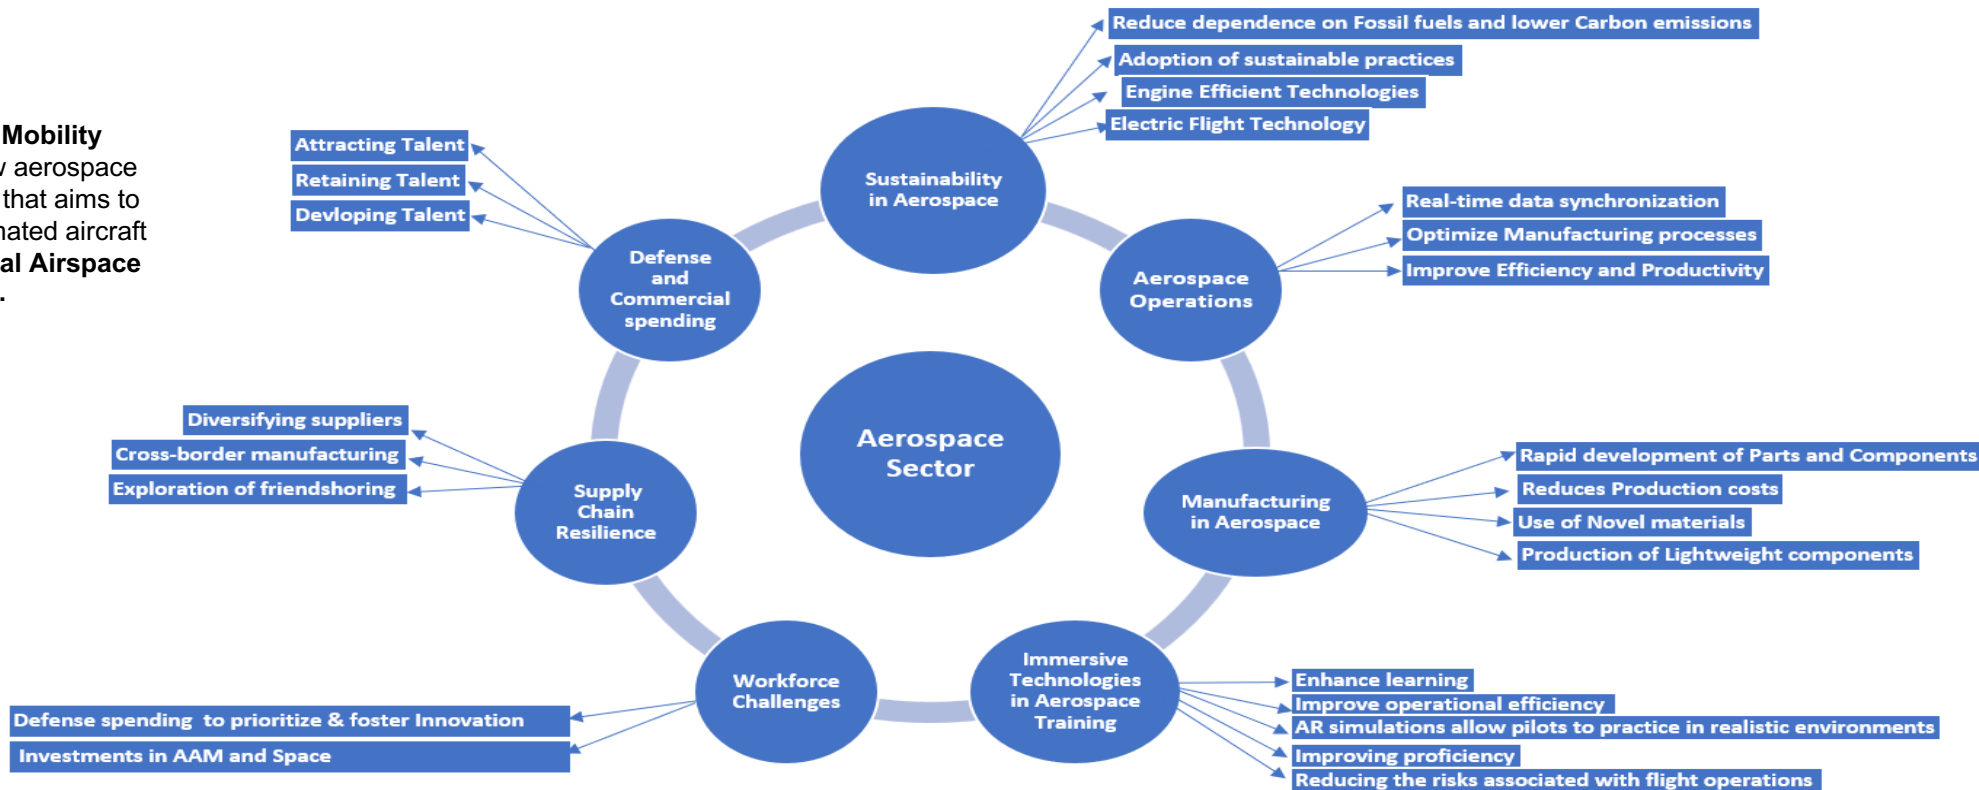 Mobility
aerospace
that aims to
aircraft
Airspace
Reduce dependence on Fossil fuels and lower Carbon emissions
Adoption of sustainable practices
Engine Efficient Technologies
Electric Flight Technology
Sustainability
in Aerospace
Attracting Talent
Retaining Talent
Devloping Talent
Defense
and
Commercial
spending
Real-time data synchronization
Optimize Manufacturing processes
Improve Efficiency and Productivity
Aerospace
Operations
Aerospace
Sector
Diversifying suppliers
Cross-border manufacturing
Exploration of friendshoring
Supply
Chain
Resilience
Manufacturing
in Aerospace
Rapid development of Parts and Components
Reduces Production costs
Use of Novel materials
Production of Lightweight components
Workforce
Challenges
Defense spending to prioritize & foster Innovation
Investments in AAM and Space
Immersive
Technologies
in Aerospace
Training
Enhance learning
Improve operational efficiency
AR simulations allow pilots to practice in realistic environments
Improving proficiency
Reducing the risks associated with flight operations